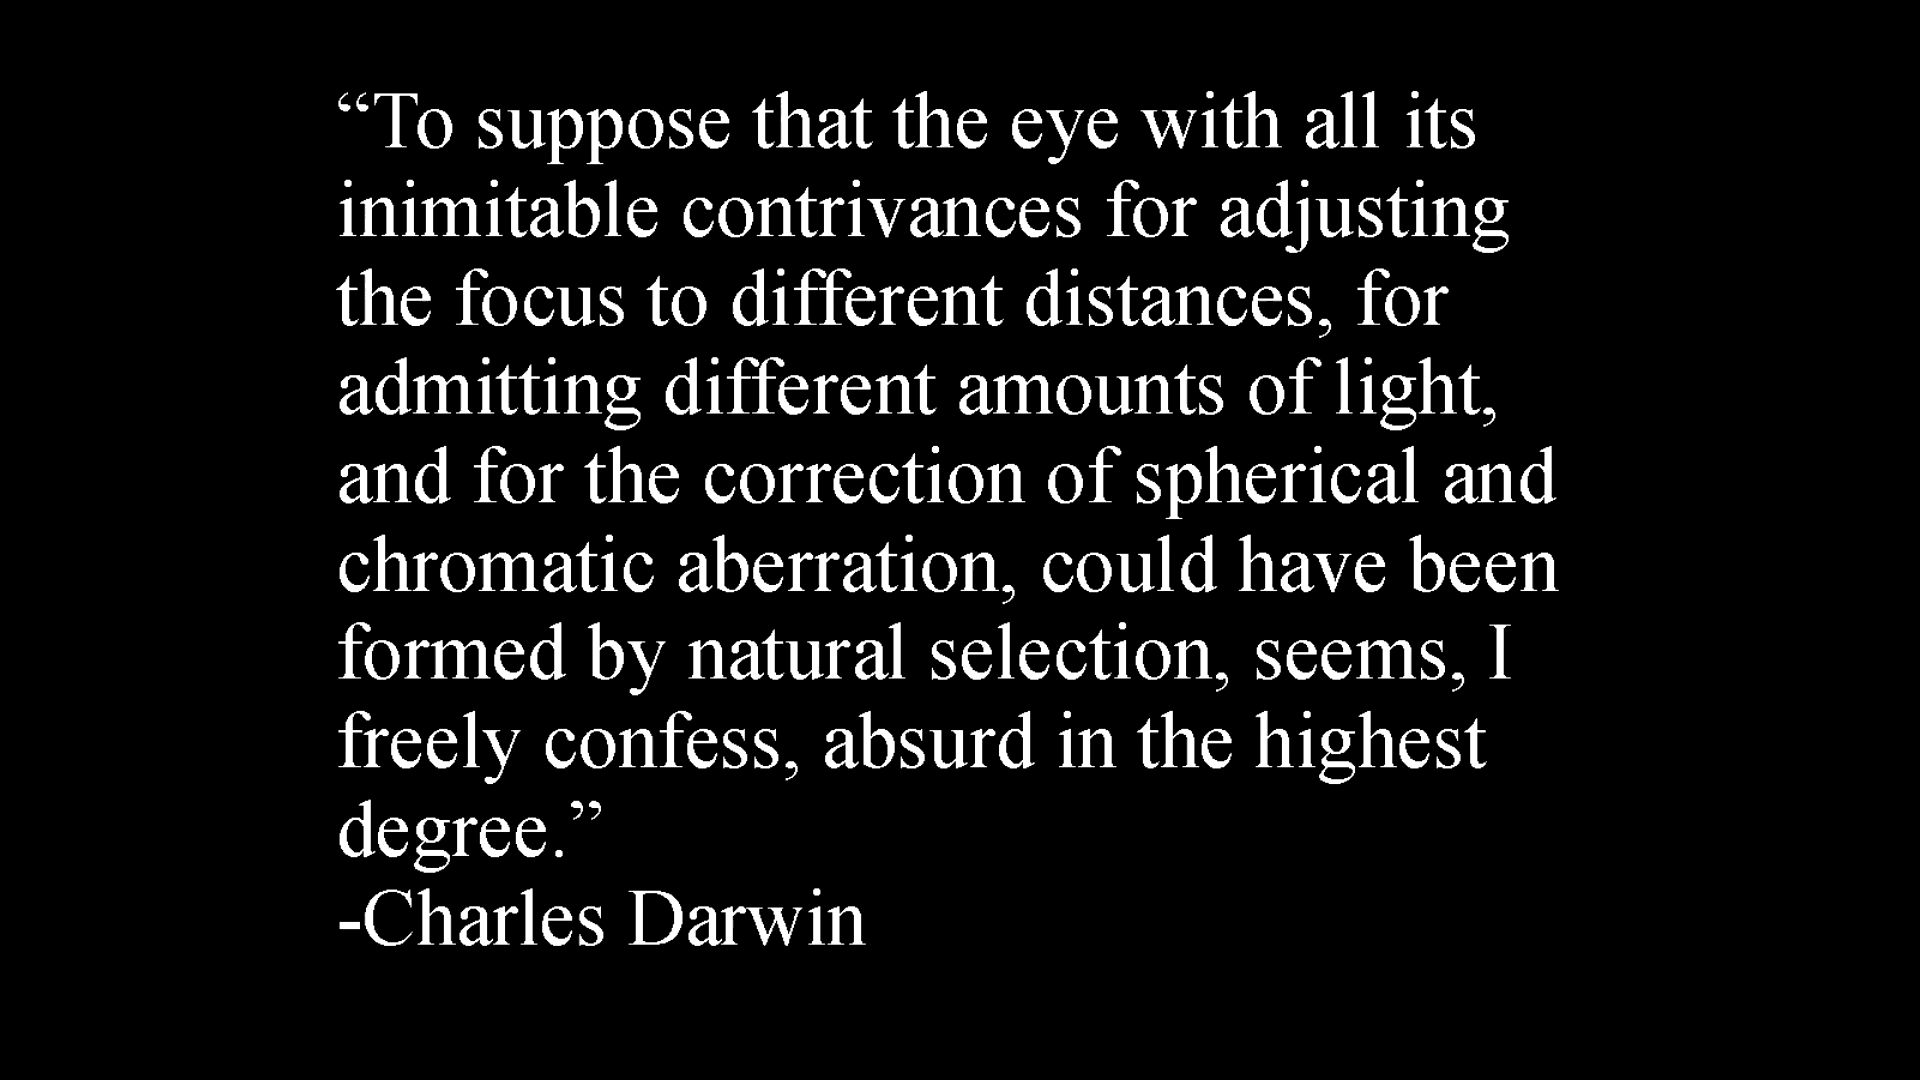 “To suppose that the eye with all its
inimitable contrivances for adjusting
the focus to different distances, for
admitting different amounts of light,
and for the correction of spherical and
chromatic aberration, could have been
formed by natural selection, seems, I
freely confess, absurd in the highest
degree.”
-Charles Darwin